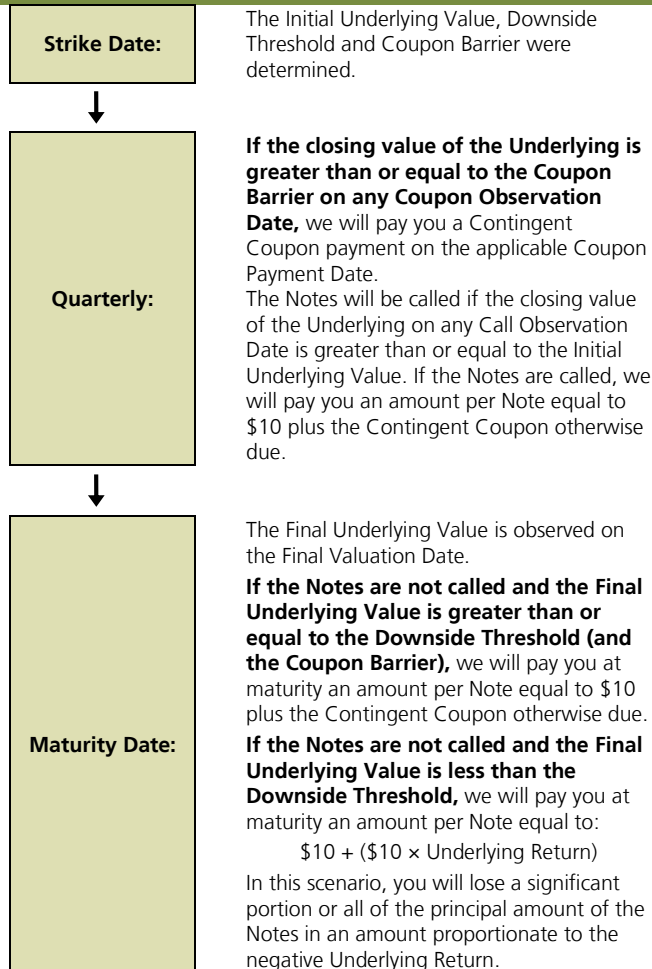 Strike Date:
The Initial Underlying Value, Downside
Threshold and Coupon Barrier were
determined.
Quarterly:
If the closing value of the Underlying is
greater than or equal to the Coupon
Barrier on any Coupon Observation
Date, we will pay you a Contingent
Coupon payment on the applicable Coupon
Payment Date.
The Notes will be called if the closing value
of the Underlying on any Call Observation
Date is greater than or equal to the Initial
Underlying Value. If the Notes are called, we
will pay you an amount per Note equal to
$10 plus the Contingent Coupon otherwise
due.
Maturity Date:
The Final Underlying Value is observed on
the Final Valuation Date.
If the Notes are not called and the Final
Underlying Value is greater than or
equal to the Downside Threshold (and
the Coupon Barrier), we will pay you at
maturity an amount per Note equal to $10
plus the Contingent Coupon otherwise due.
If the Notes are not called and the Final
Underlying Value is less than the
Downside Threshold, we will pay you at
maturity an amount per Note equal to:
$10 + ($10 × Underlying Return)
In this scenario, you will lose a significant
portion or all of the principal amount of the
Notes in an amount proportionate to the
negative Underlying Return.